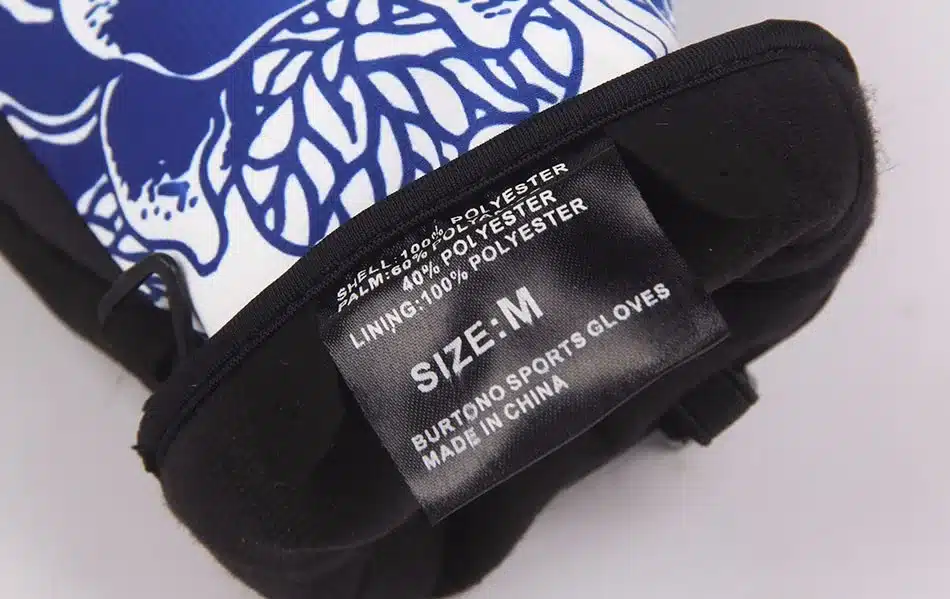 SHELL:100% POLYESTER
PALM:60% POLYESTER
40% POLYESTER
LINING:100% POLYESTER
SIZE:M
BURTONO SPORTS GLOVES
MADE IN CHINA